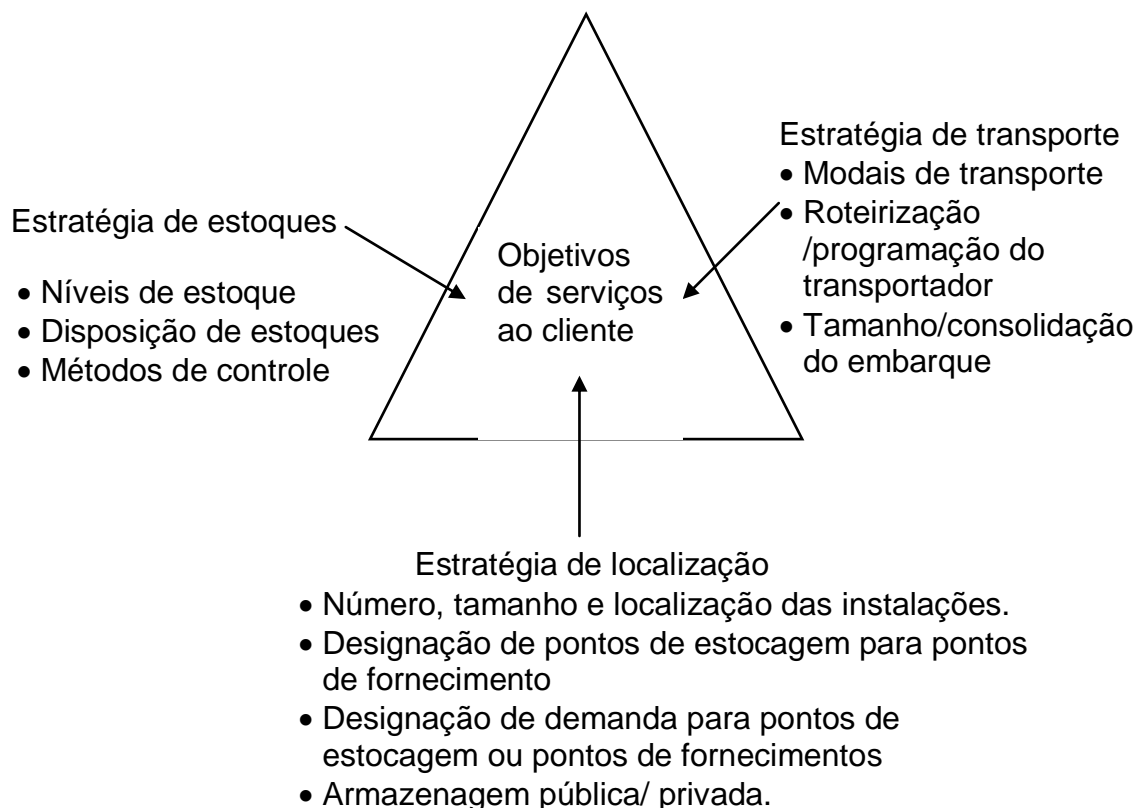 Estratégia de estoques
• Níveis de estoque
• Disposição de estoques
• Métodos de controle
Objetivos
de serviços
ao cliente
Estratégia de transporte
• Modais de transporte
• Roteirização
/programação do
transportador
• Tamanho/consolidação
do embarque
Estratégia de localização
• Número, tamanho e localização das instalações.
• Designação de pontos de estocagem para pontos
de fornecimento
• Designação de demanda para pontos de
estocagem ou pontos de fornecimentos
• Armazenagem pública/ privada.